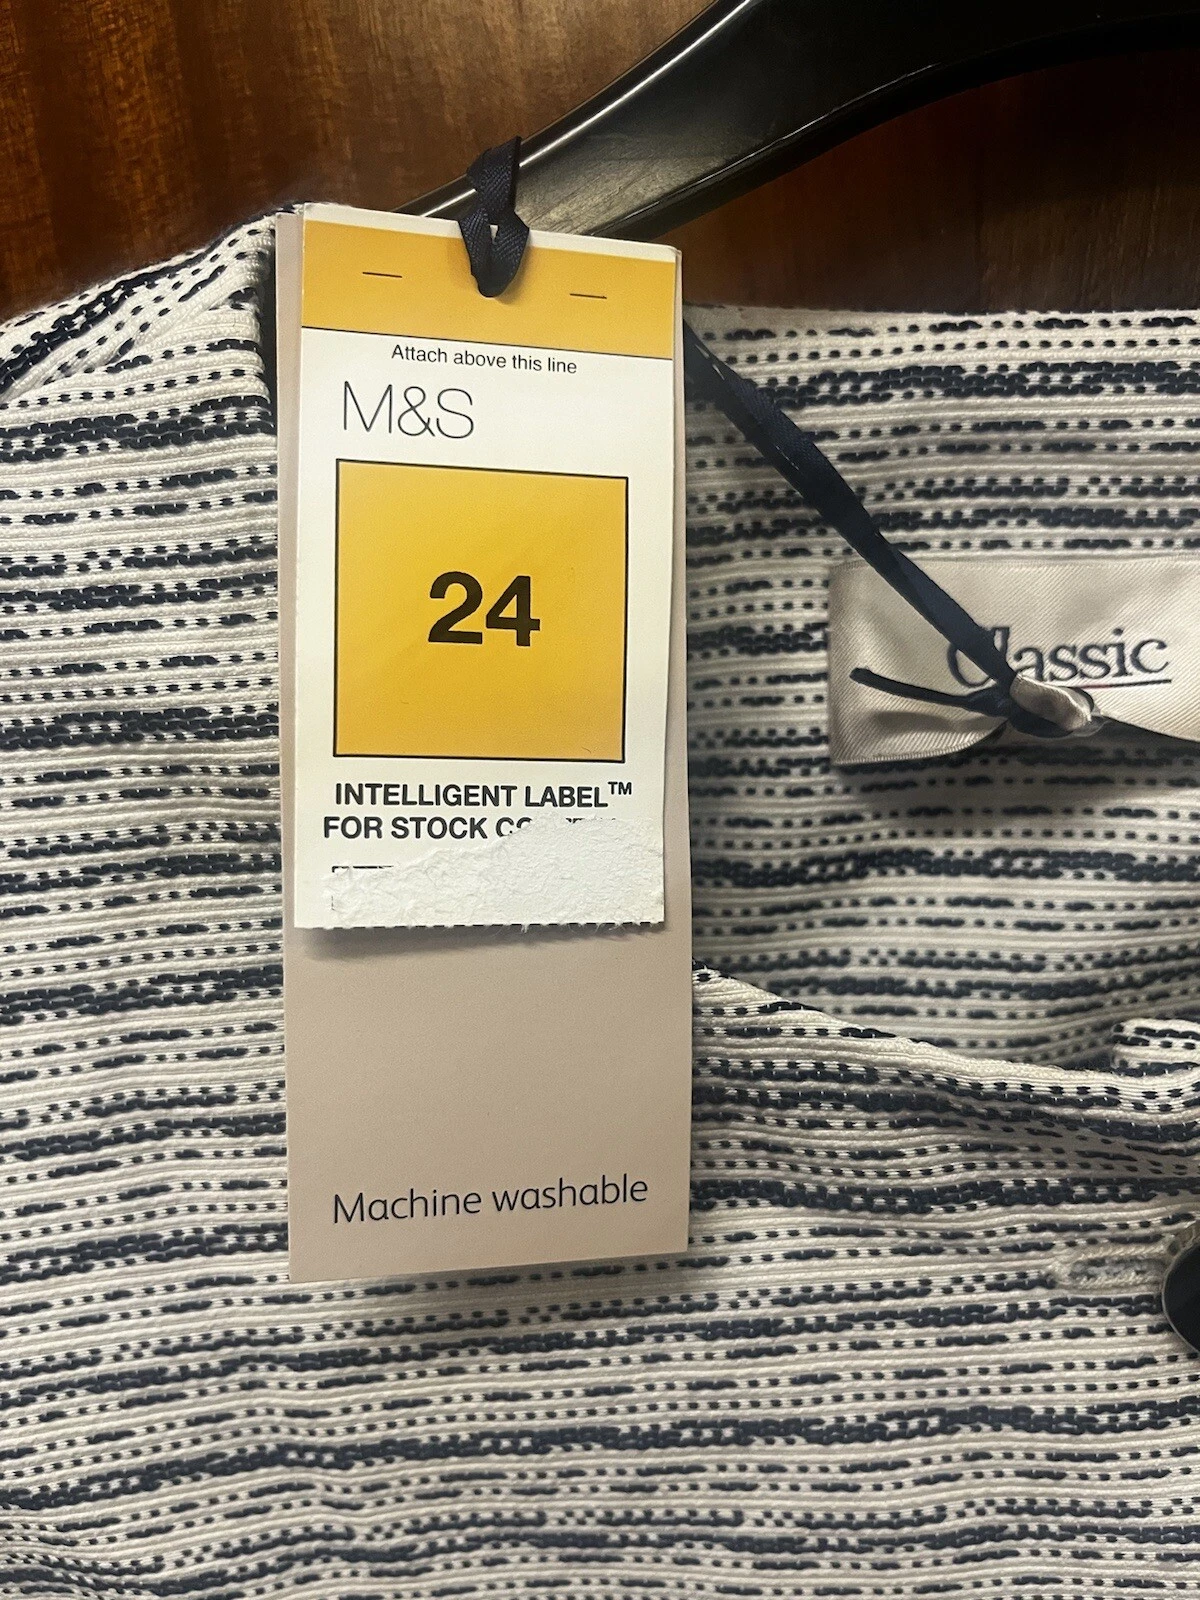 Attach above this line
M&S
24
INTELLIGENT LABEL™
FOR STOCK
Classic
Machine washable